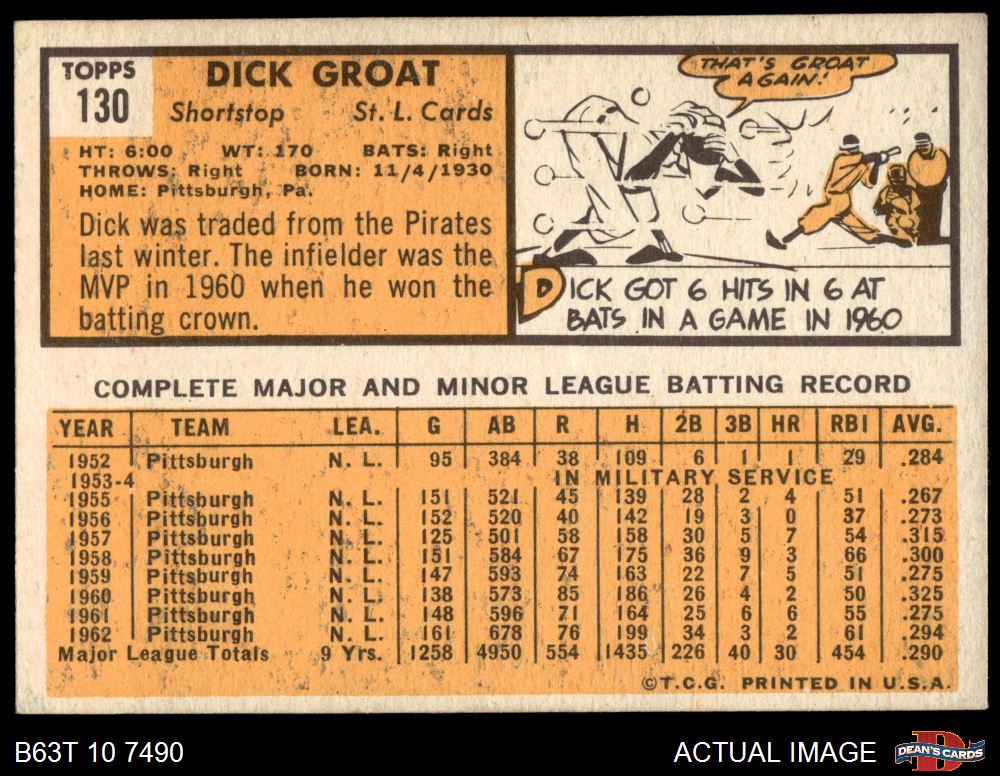 TOPPS
130
DICK GROAT
Shortstop St. L. Cards
HT: 6:00 WT: 170 BATS: Right
THROWS: Right BORN: 11/4/1930
HOME: Pittsburgh, Pa.
Dick was traded from the Pirates
last winter. The infielder was the
MVP in 1960 when he won the
batting crown.
THAT'S GROAT
AGAIN!
DICK GOT 6 HITS IN 6 AT
BATS IN A GAME IN 1960
COMPLETE MAJOR AND MINOR LEAGUE BATTING RECORD
YEAR TEAM LEA. G AB R H 2B 3B HR RBI AVG.
1952 Pittsburgh N. L. 95 384 38 109 6 1 1 29 .284
1953-4 IN MILITARY SERVICE
1955 Pittsburgh N. L. 151 521 45 139 28 2 4 51 .267
1956 Pittsburgh N. L. 152 520 40 142 19 3 0 37 .273
1957 Pittsburgh N. L. 125 501 58 158 30 5 7 54 .315
1958 Pittsburgh N. L. 151 584 67 175 36 9 3 66 .300
1959 Pittsburgh N. L. 147 593 74 163 22 7 5 51 .275
1960 Pittsburgh N. L. 138 573 85 186 26 4 2 50 .325
1961 Pittsburgh N. L. 148 596 71 164 25 6 6 55 .275
1962 Pittsburgh N. L. 161 678 76 199 34 3 2 61 .294
Major League Totals 9 Yrs. 1258 4950 554 1435 226 40 30 454 .290
©T.C.G. PRINTED IN U.S.A.
B63T 10 7490 ACTUAL IMAGE DEAN'S CARDS